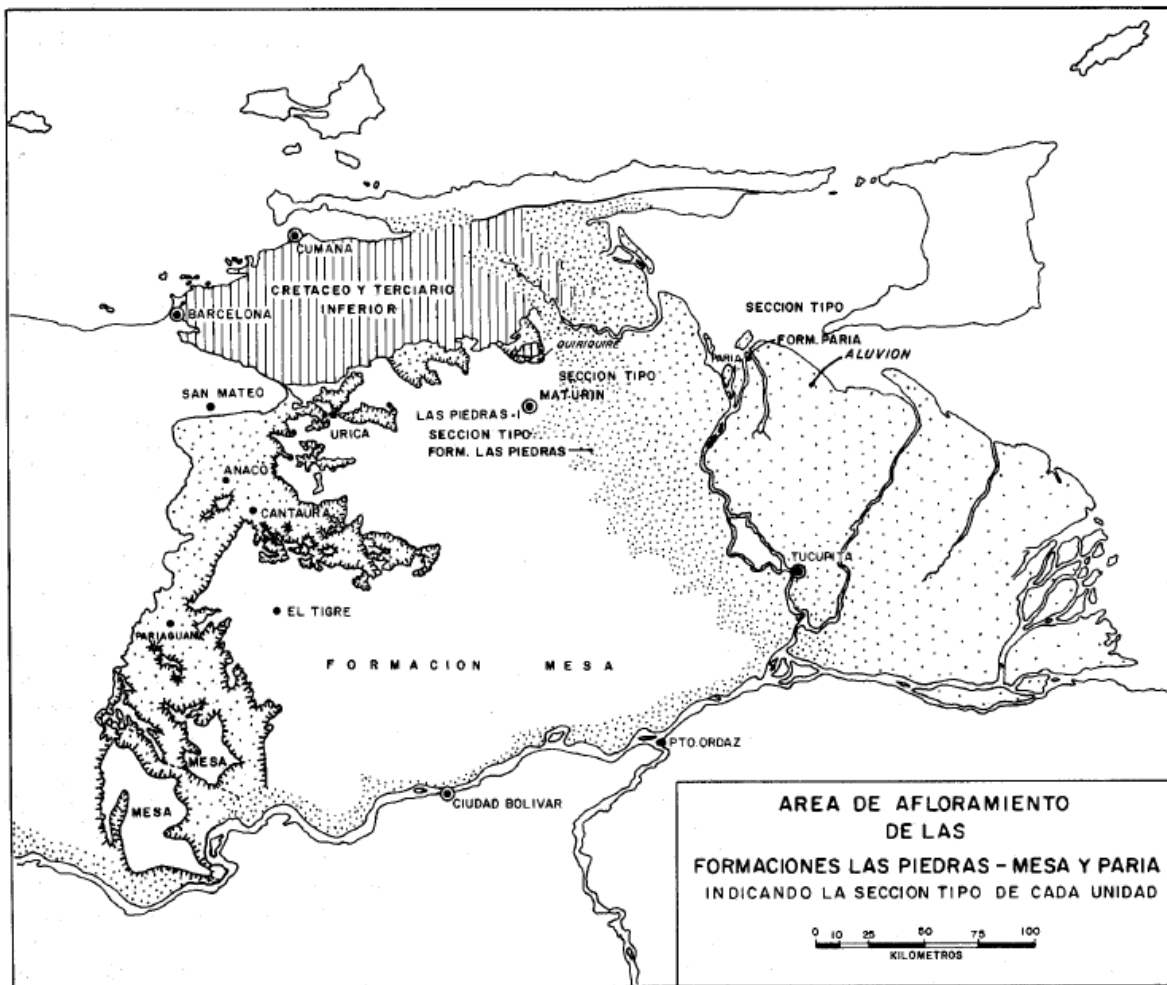 CUMANA
CRETACEO Y TERCIARIO
INFERIOR
BARCELONA
SECCION TIPO
FORM. PARIA
PARIA
ALUVION
QUIRIQUIRE
SECCION TIPO
MATURIN
SAN MATEO
LAS PIEDRAS-I
URICA
SECCION TIPO
FORM. LAS PIEDRAS
ANACO
CANTAURA
TUCUPITA
EL TIGRE
PARIAGUAN
FORMACION MESA
PTO. ORDAZ
MESA
MESA
CIUDAD BOLIVAR
AREA DE AFLORAMIENTO
DE LAS
FORMACIONES LAS PIEDRAS – MESA Y PARIA
INDICANDO LA SECCION TIPO DE CADA UNIDAD
0 10 25 50 75 100
KILOMETROS